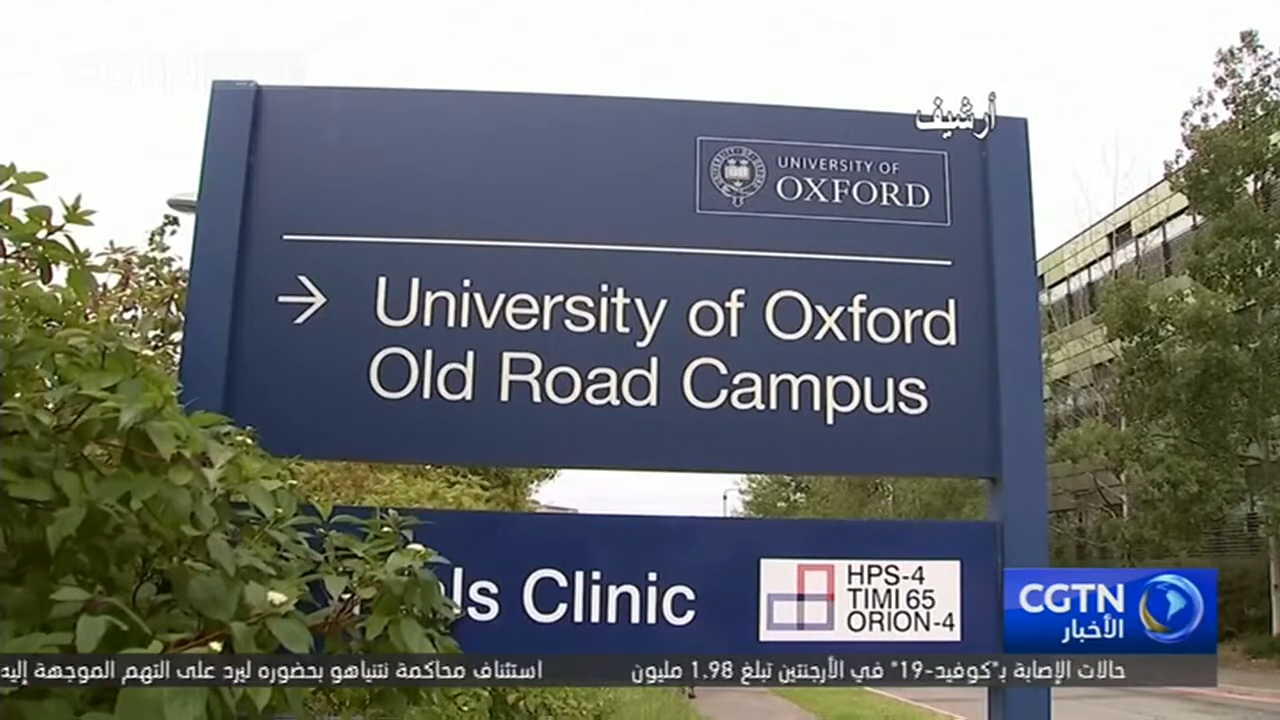 أرشيف
UNIVERSITY OF
OXFORD
→ University of Oxford
Old Road Campus
Clinic
HPS-4
TIMI 65
ORION-4
CGTN
الأخبار
حالات الإصابة بـ"كوفيد-19" في الأرجنتين تبلغ 1.98 مليون
استئناف محاكمة نتنياهو بحضوره ليرد على التهم الموجهة إليه